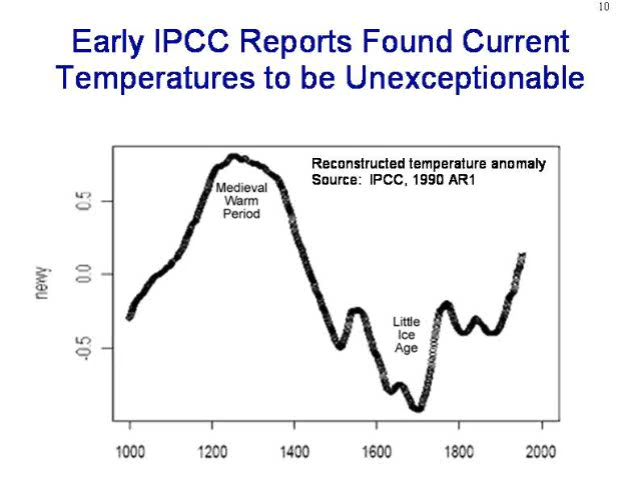 10
Early IPCC Reports Found Current
Temperatures to be Unexceptionable
Reconstructed temperature anomaly
Source: IPCC, 1990 AR1
Medieval
Warm
Period
Little
Ice
Age
newy
0.5
0.0
-0.5
1000 1200 1400 1600 1800 2000